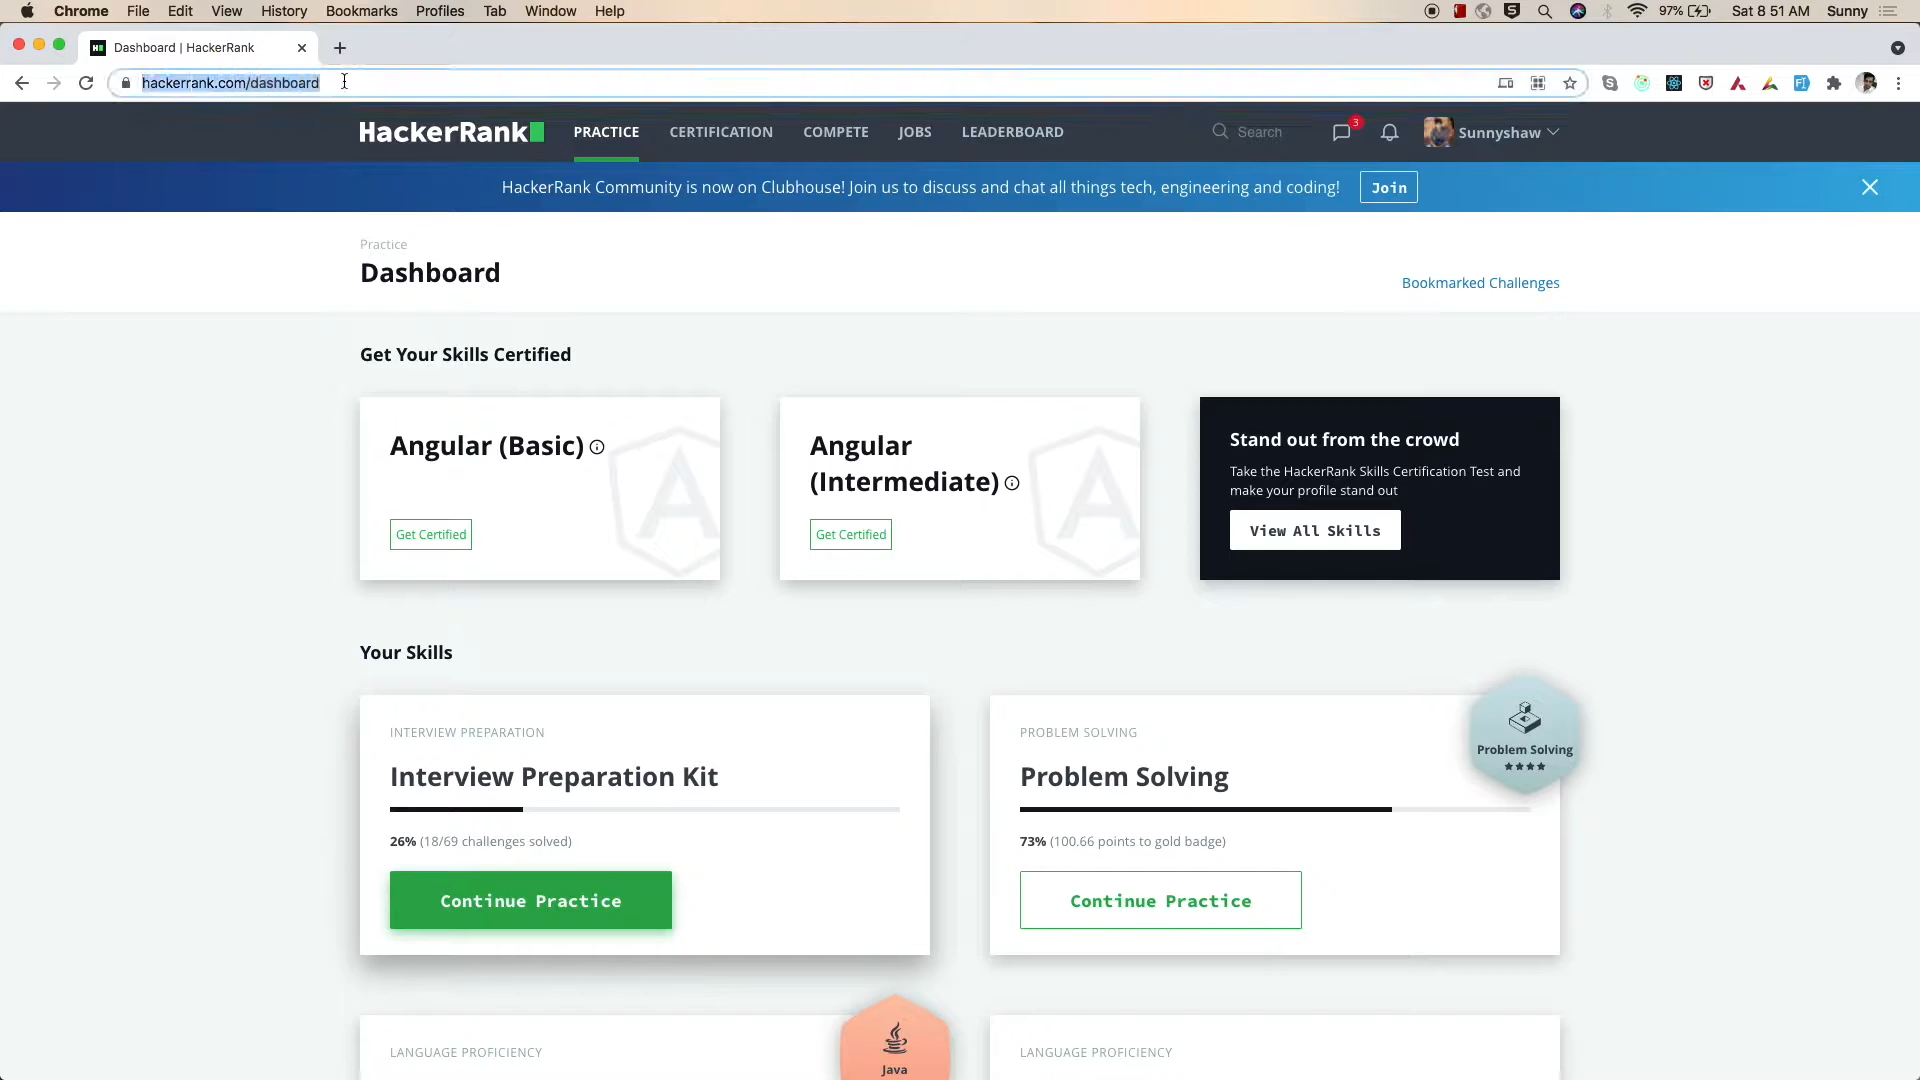 Chrome File Edit View History Bookmarks Profiles Tab Window Help 97% Sat 8 51 AM Sunny
Dashboard | HackerRank
hackerrank.com/dashboard
HackerRank PRACTICE CERTIFICATION COMPETE JOBS LEADERBOARD Search 3 Sunnyshaw
HackerRank Community is now on Clubhouse! Join us to discuss and chat all things tech, engineering and coding! Join
Practice
Dashboard
Bookmarked Challenges
Get Your Skills Certified
Angular (Basic)
Get Certified
Angular
(Intermediate)
Get Certified
Stand out from the crowd
Take the HackerRank Skills Certification Test and
make your profile stand out
View All Skills
Your Skills
INTERVIEW PREPARATION
Interview Preparation Kit
26% (18/69 challenges solved)
Continue Practice
PROBLEM SOLVING
Problem Solving
73% (100.66 points to gold badge)
Continue Practice
Problem Solving
LANGUAGE PROFICIENCY
Java
LANGUAGE PROFICIENCY